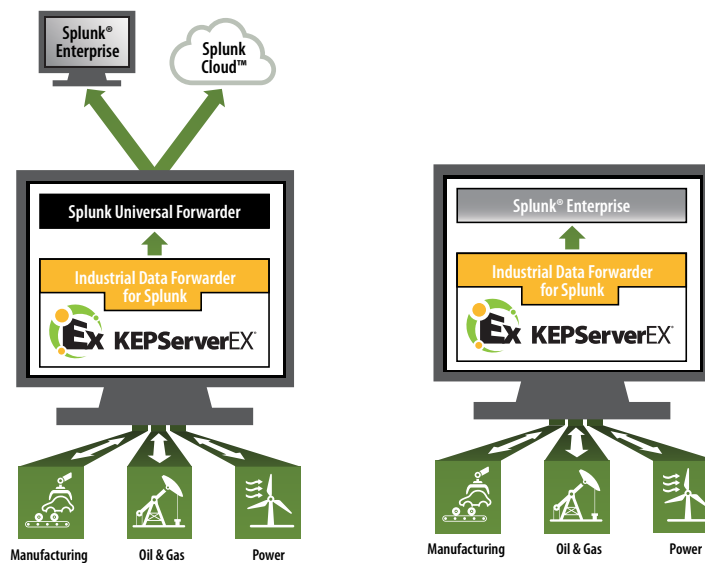 Splunk®
Enterprise
Splunk
Cloud™
Splunk Universal Forwarder
Industrial Data Forwarder
for Splunk
Ex KEPServerEX®
Manufacturing
Oil & Gas
Power
Splunk® Enterprise
Industrial Data Forwarder
for Splunk
Ex KEPServerEX®
Manufacturing
Oil & Gas
Power